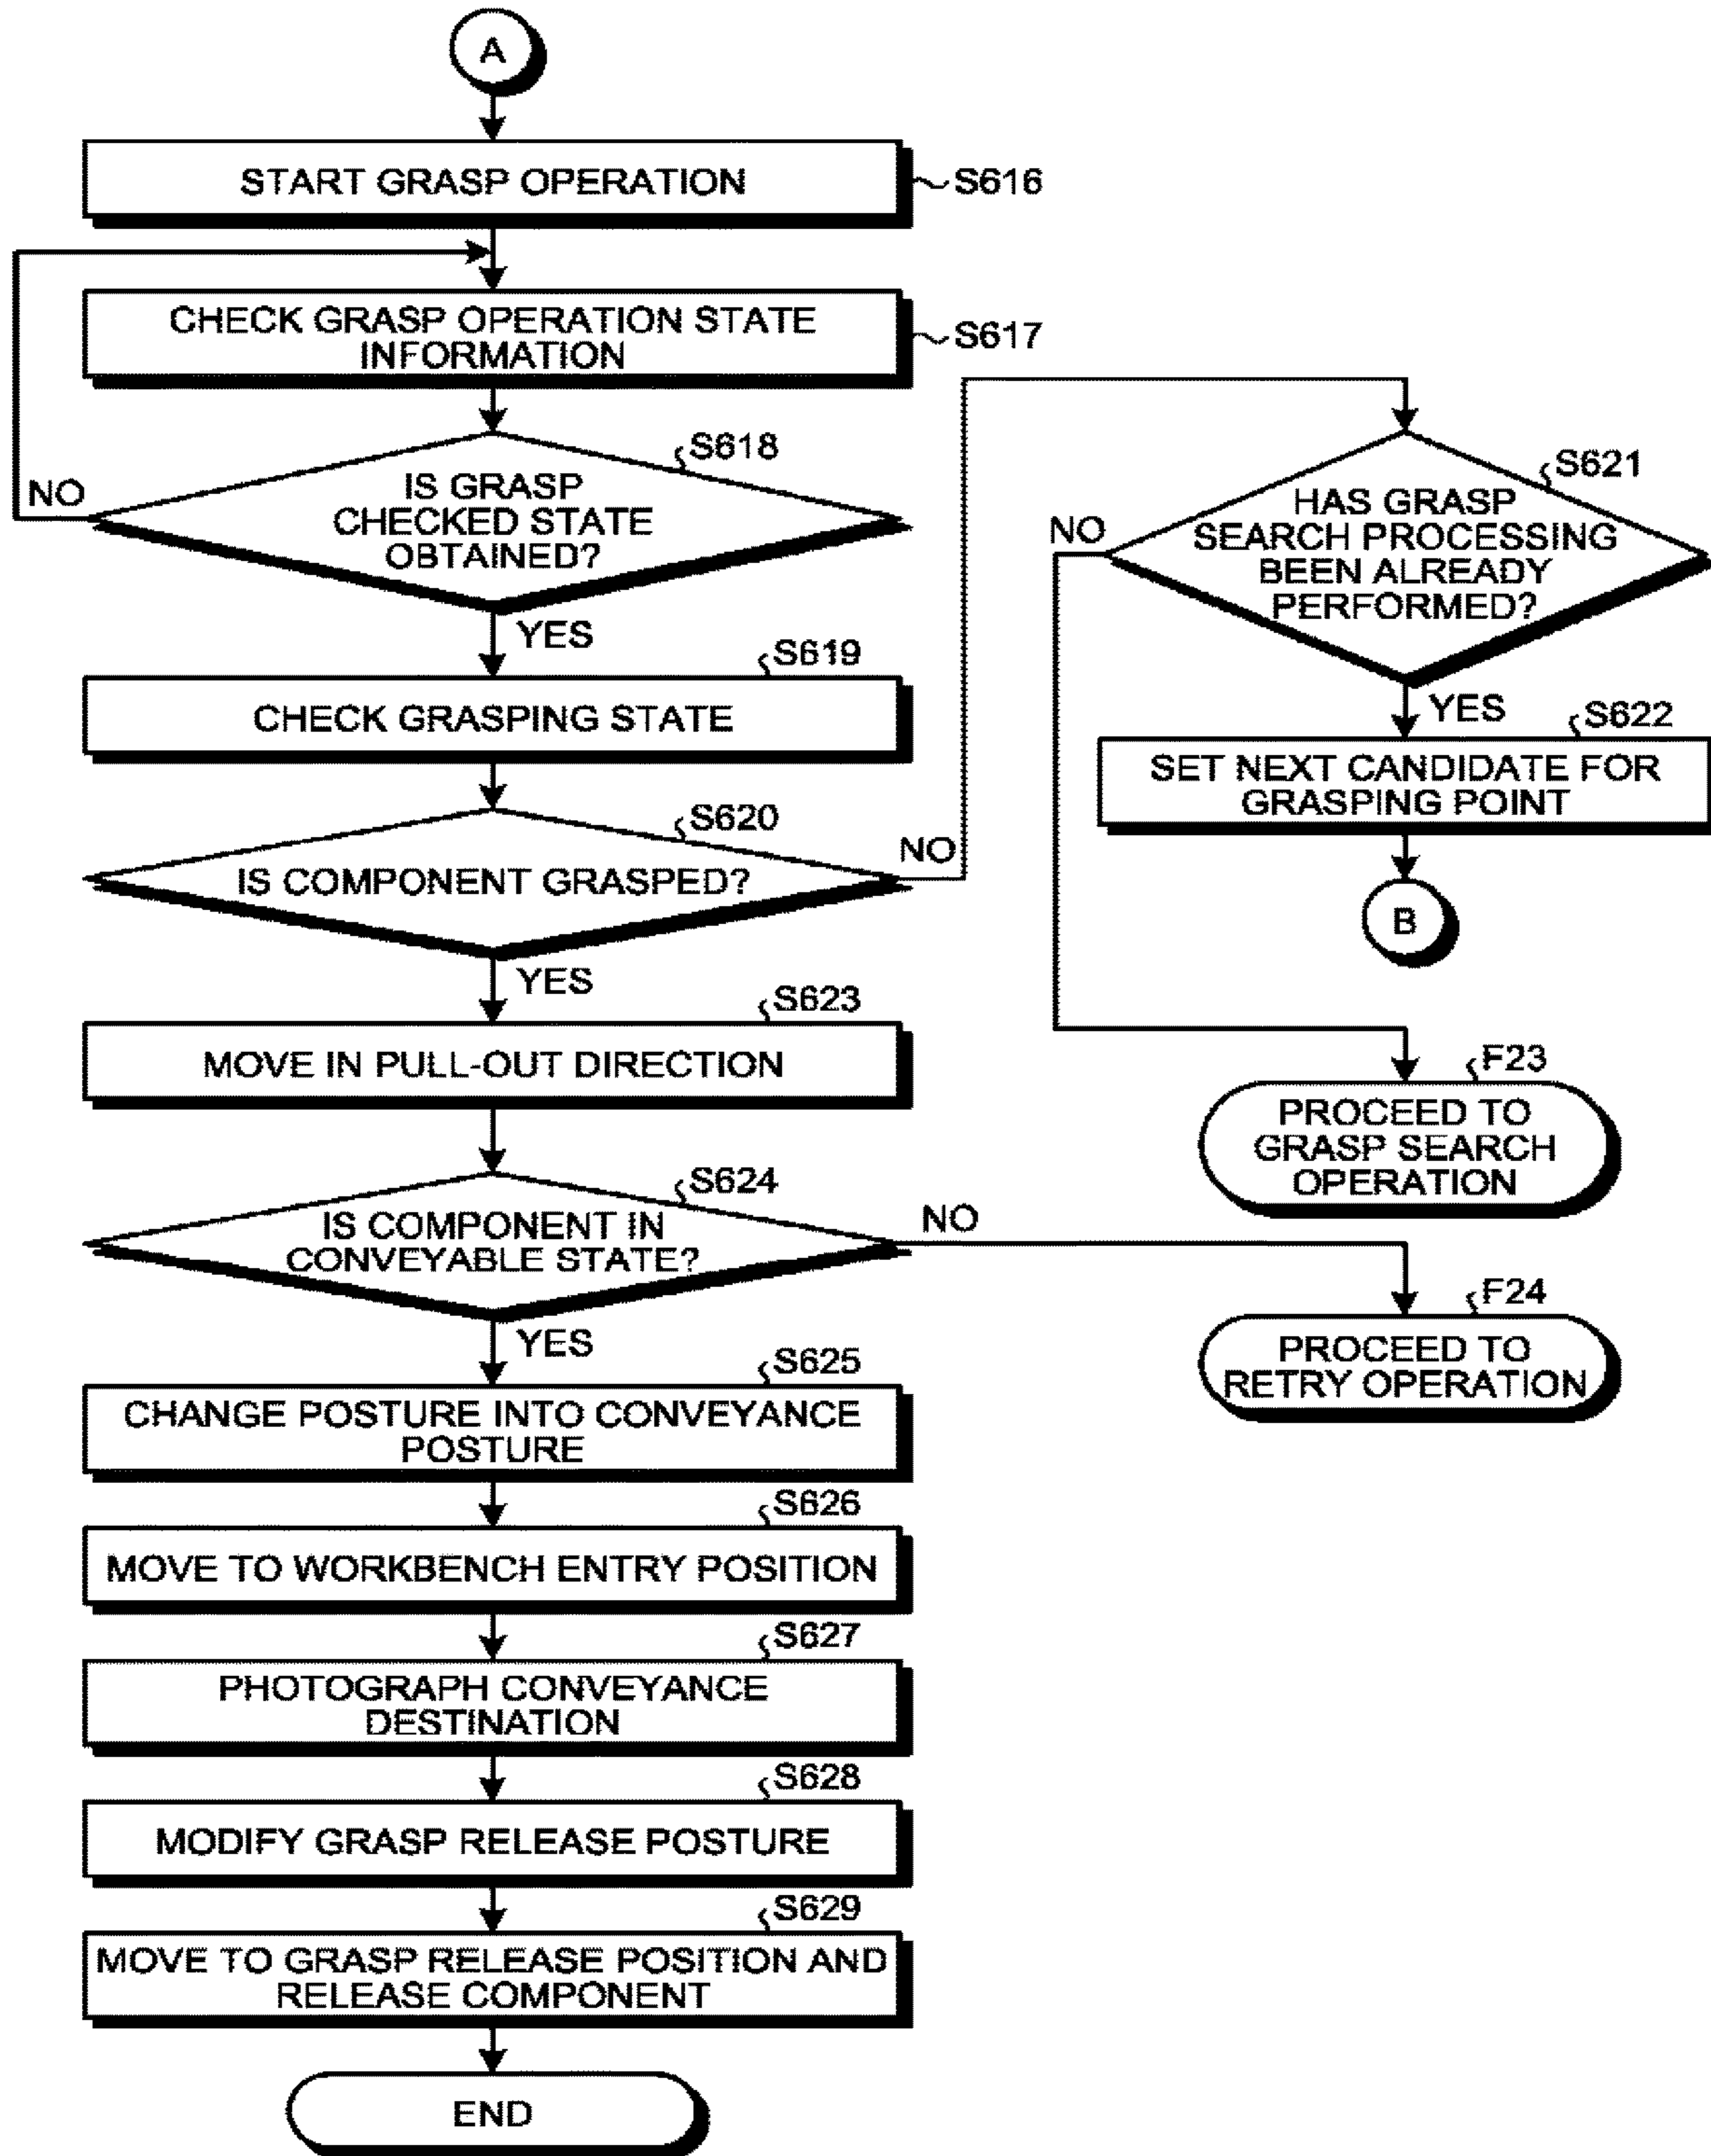 A
START GRASP OPERATION
S616
CHECK GRASP OPERATION STATE
INFORMATION
S617
S618
IS GRASP
CHECKED STATE
OBTAINED?
NO
YES
S619
CHECK GRASPING STATE
S620
IS COMPONENT GRASPED?
NO
YES
S621
HAS GRASP
SEARCH PROCESSING
BEEN ALREADY
PERFORMED?
NO
YES
S622
SET NEXT CANDIDATE FOR
GRASPING POINT
B
S623
MOVE IN PULL-OUT DIRECTION
F23
PROCEED TO
GRASP SEARCH
OPERATION
S624
IS COMPONENT IN
CONVEYABLE STATE?
NO
YES
F24
PROCEED TO
RETRY OPERATION
S625
CHANGE POSTURE INTO CONVEYANCE
POSTURE
S626
MOVE TO WORKBENCH ENTRY POSITION
S627
PHOTOGRAPH CONVEYANCE
DESTINATION
S628
MODIFY GRASP RELEASE POSTURE
S629
MOVE TO GRASP RELEASE POSITION AND
RELEASE COMPONENT
END